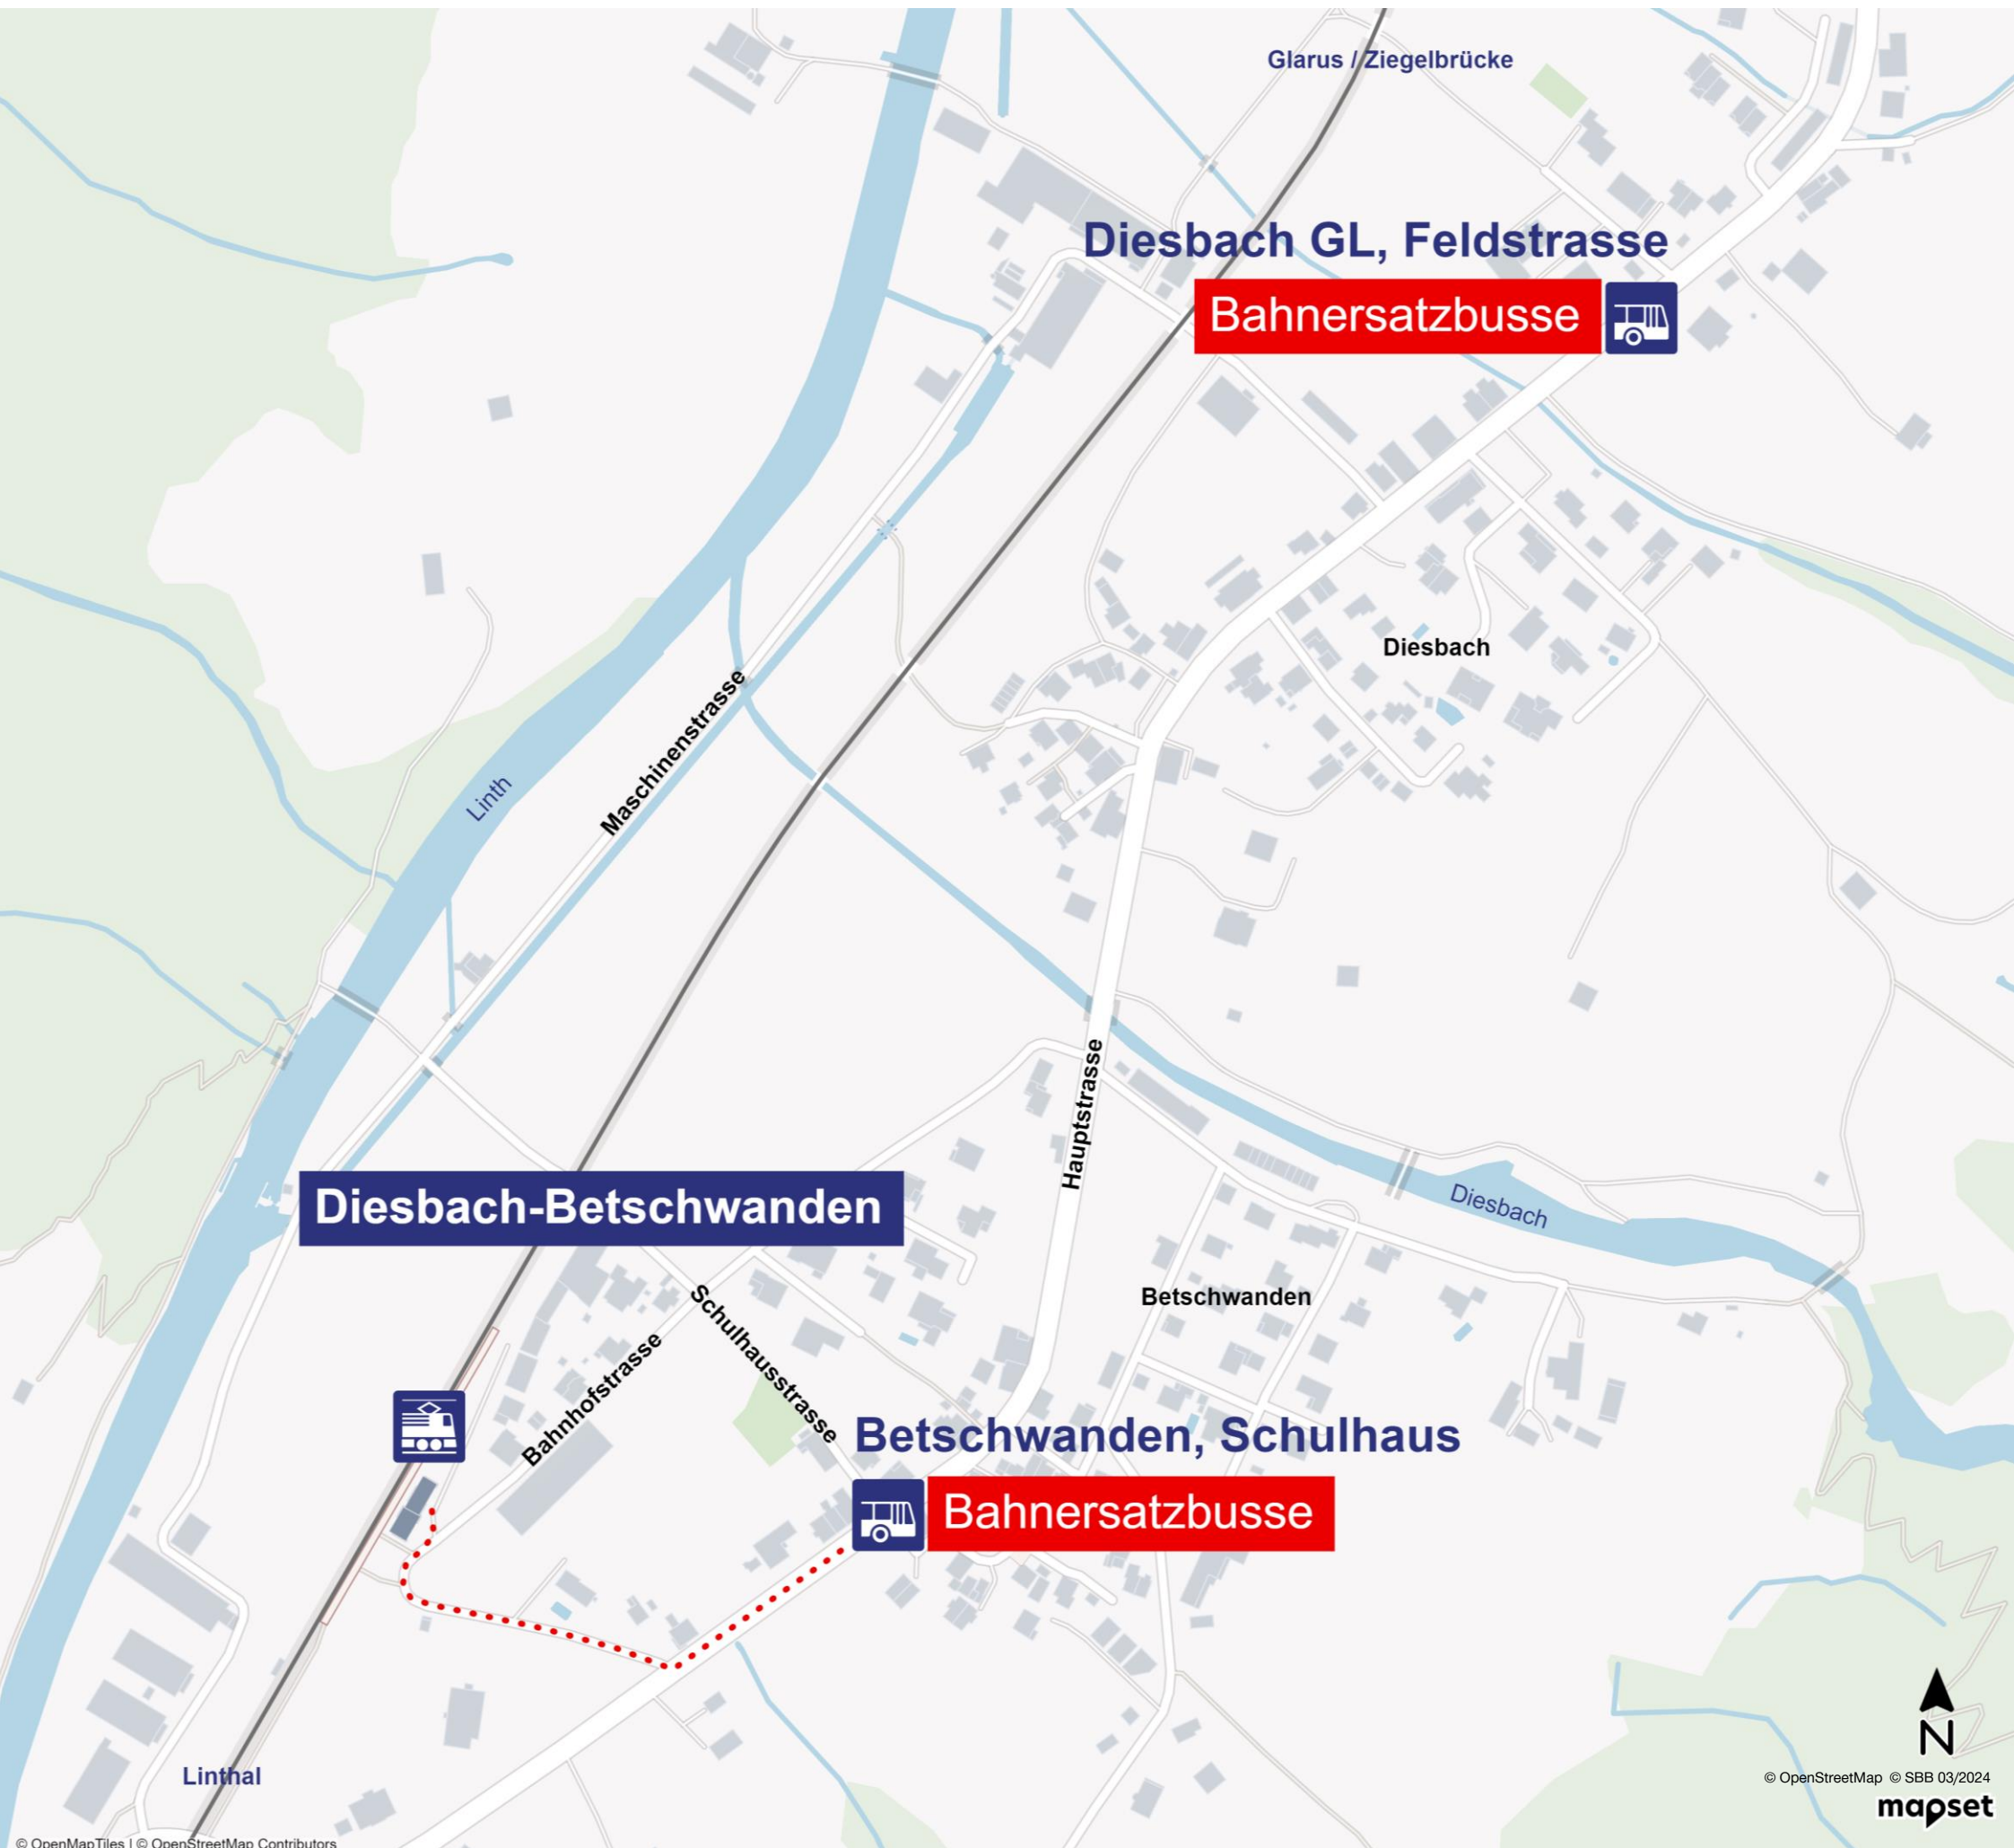 Glarus / Ziegelbrücke
Diesbach GL, Feldstrasse
Bahnersatzbusse
Diesbach
Maschinenstrasse
Linth
Hauptstrasse
Diesbach-Betschwanden
Diesbach
Betschwanden
Schulhausstrasse
Bahnhofstrasse
Betschwanden, Schulhaus
Bahnersatzbusse
N
Linthal
© OpenStreetMap © SBB 03/2024
mapset
© OpenMapTiles | © OpenStreetMap Contributors